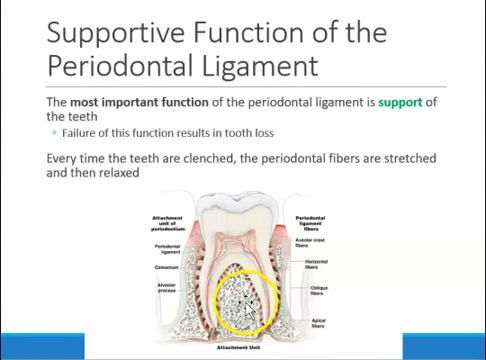 Supportive Function of the
Periodontal Ligament
The most important function of the periodontal ligament is support of
the teeth
Failure of this function results in tooth loss
Every time the teeth are clenched, the periodontal fibers are stretched
and then relaxed
Attachment
unit of
periodontium
Periodontal
ligament
Cementum
Alveolar
process
Periodontal
ligament
fibers
Aveolar crest
fibers
Horizontal
fibers
Oblique
fibers
Apical
fibers
Attachment Unit